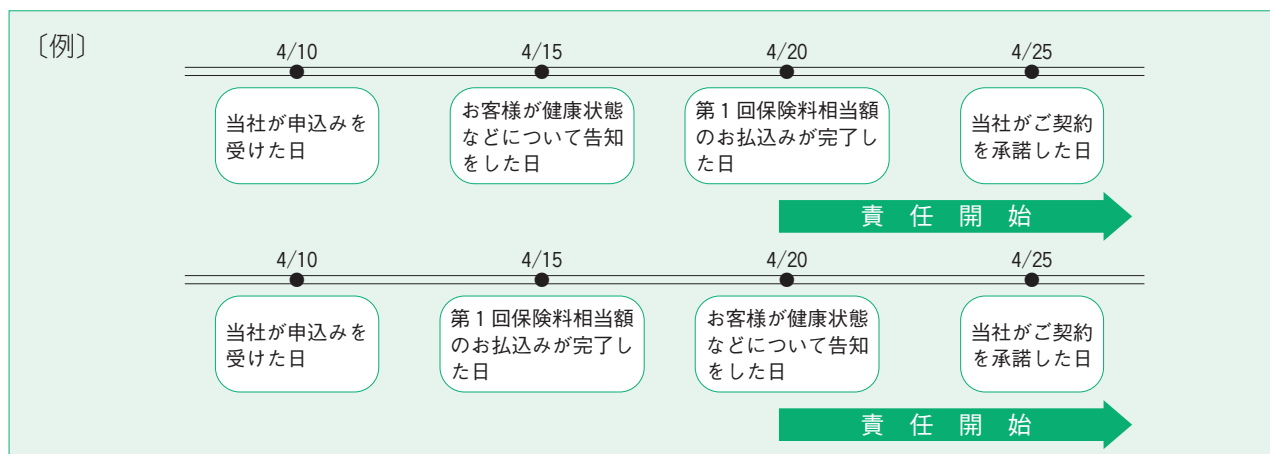 〔例〕
4/10 4/15 4/20 4/25
当社が申込みを
受けた日
お客様が健康状態
などについて告知
をした日
第1回保険料相当額
のお払込みが完了し
た日
当社がご契約
を承諾した日
責任開始
4/10 4/15 4/20 4/25
当社が申込みを
受けた日
第1回保険料相当額
のお払込みが完了し
た日
お客様が健康状態
などについて告知
をした日
当社がご契約
を承諾した日
責任開始